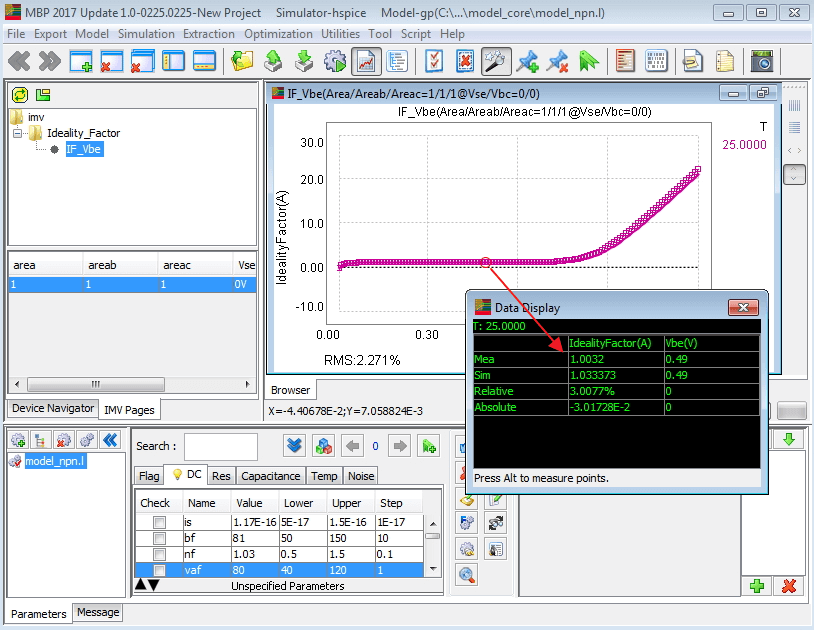 MBP 2017 Update 1.0-0225.0225-New Project Simulator-hspice Model-gp(C:\...\model_core\model_npn.l)
File Export Model Simulation Extraction Optimization Utilities Tool Script Help
imv
Ideality_Factor
IF_Vbe
area areab areac Vse
1 1 1 0V
Device Navigator IMV Pages
IF_Vbe(Area/Areab/Areac=1/1/1@Vse/Vbc=0/0)
IF_Vbe(Area/Areab/Areac=1/1/1@Vse/Vbc=0/0)
T
25.0000
IdealityFactor(A)
30.0
20.0
10.0
0.00
-10.0
0.00 0.30
RMS:2.271%
Browser
X=-4.40678E-2;Y=7.058824E-3
Data Display
T: 25.0000
IdealityFactor(A) Vbe(V)
Mea 1.0032 0.49
Sim 1.033373 0.49
Relative 3.0077% 0
Absolute -3.01728E-2 0
Press Alt to measure points.
model_npn.l
Search :
0
Flag DC Res Capacitance Temp Noise
Check Name Value Lower Upper Step
is 1.17E-16 5E-17 1.5E-16 1E-17
bf 81 50 150 10
nf 1.03 0.5 1.5 0.1
vaf 80 40 120 1
Unspecified Parameters
Parameters Message